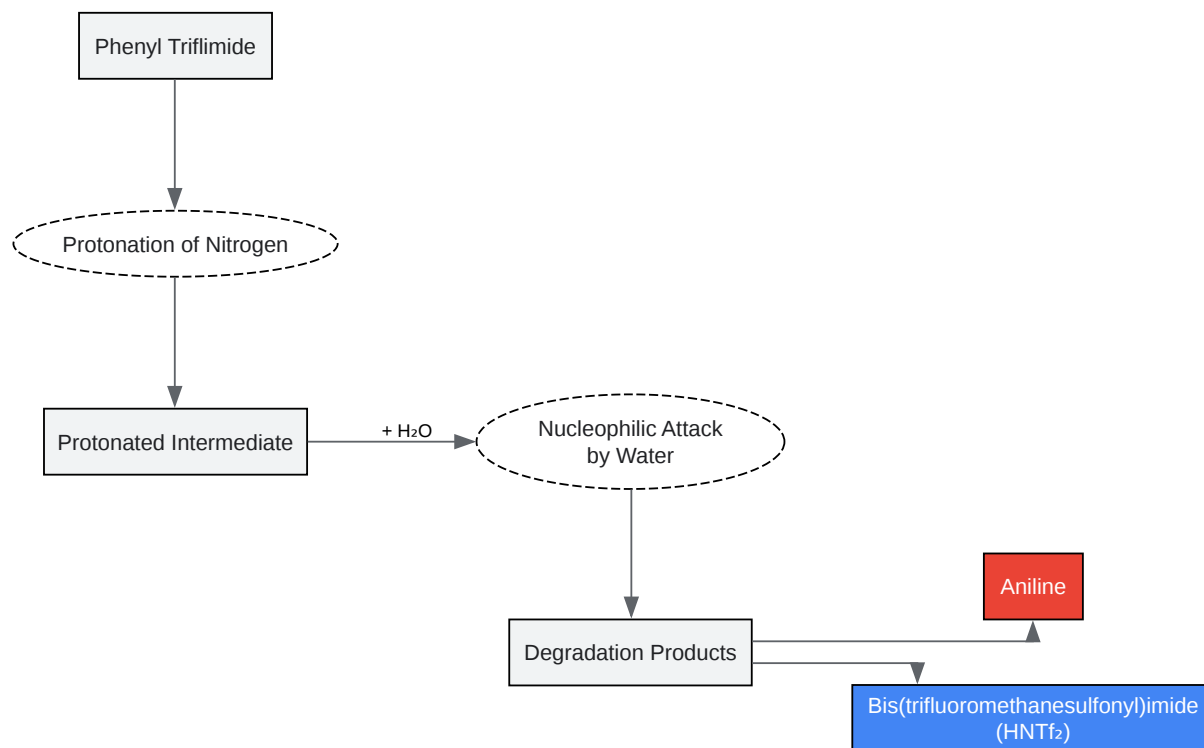 Phenyl Triflimide
Protonation of Nitrogen
Protonated Intermediate
+ H₂O
Nucleophilic Attack
by Water
Aniline
Degradation Products
Bis(trifluoromethanesulfonyl)imide
(HNTf₂)